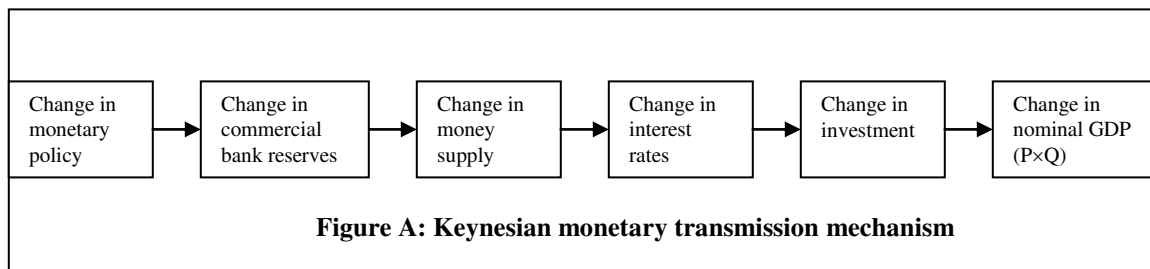 Change in
monetary
policy
Change in
commercial
bank reserves
Change in
money
supply
Change in
interest
rates
Change in
investment
Change in
nominal GDP
(P×Q)
Figure A: Keynesian monetary transmission mechanism